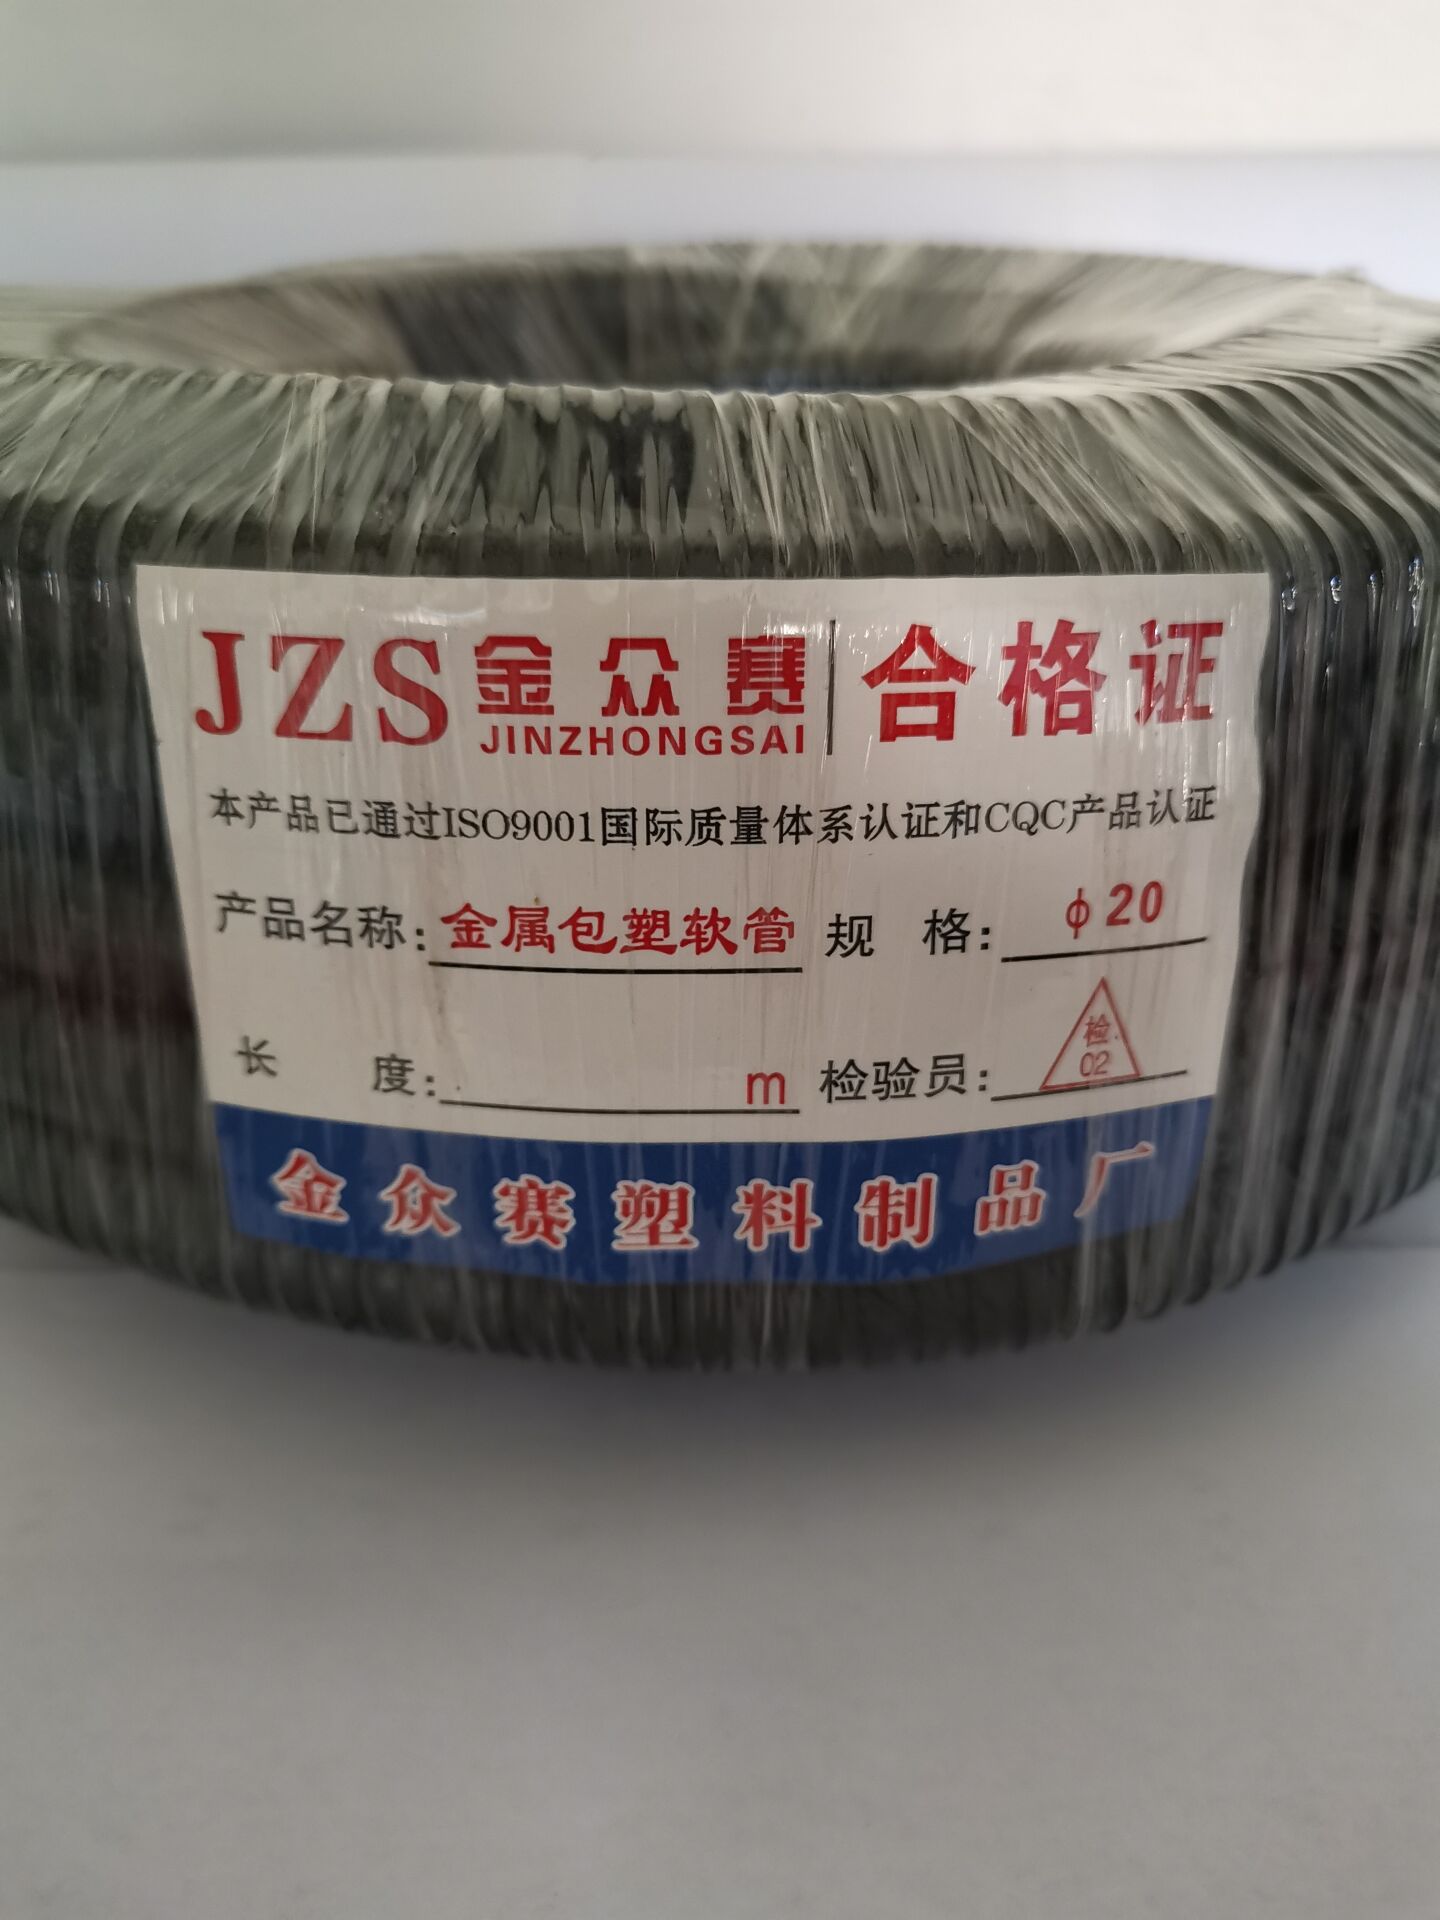 JZS 金众赛 合格证
JINZHONGSAI
本产品已通过ISO9001国际质量体系认证和CQC产品认证
产品名称: 金属包塑软管 规 格: φ20
长 度: m 检验员: 检 02
金众赛塑料制品厂